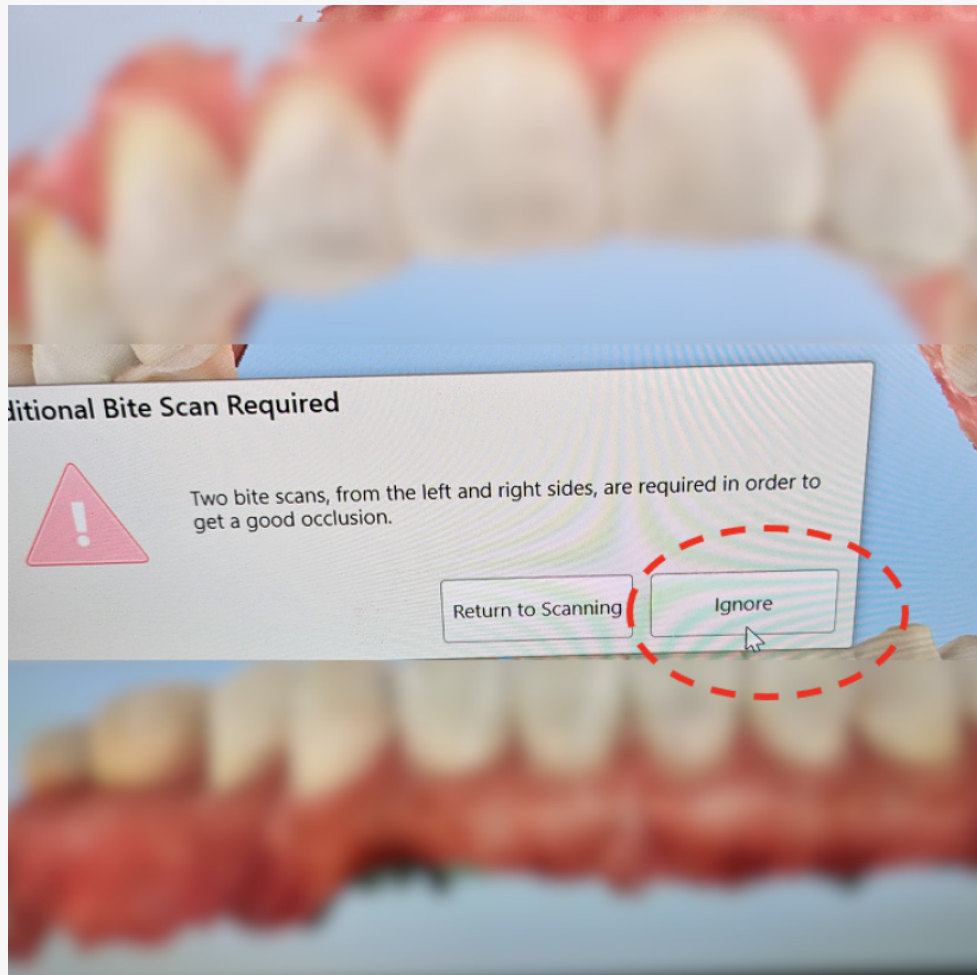 ditional Bite Scan Required
Two bite scans, from the left and right sides, are required in order to
get a good occlusion.
Return to Scanning
Ignore